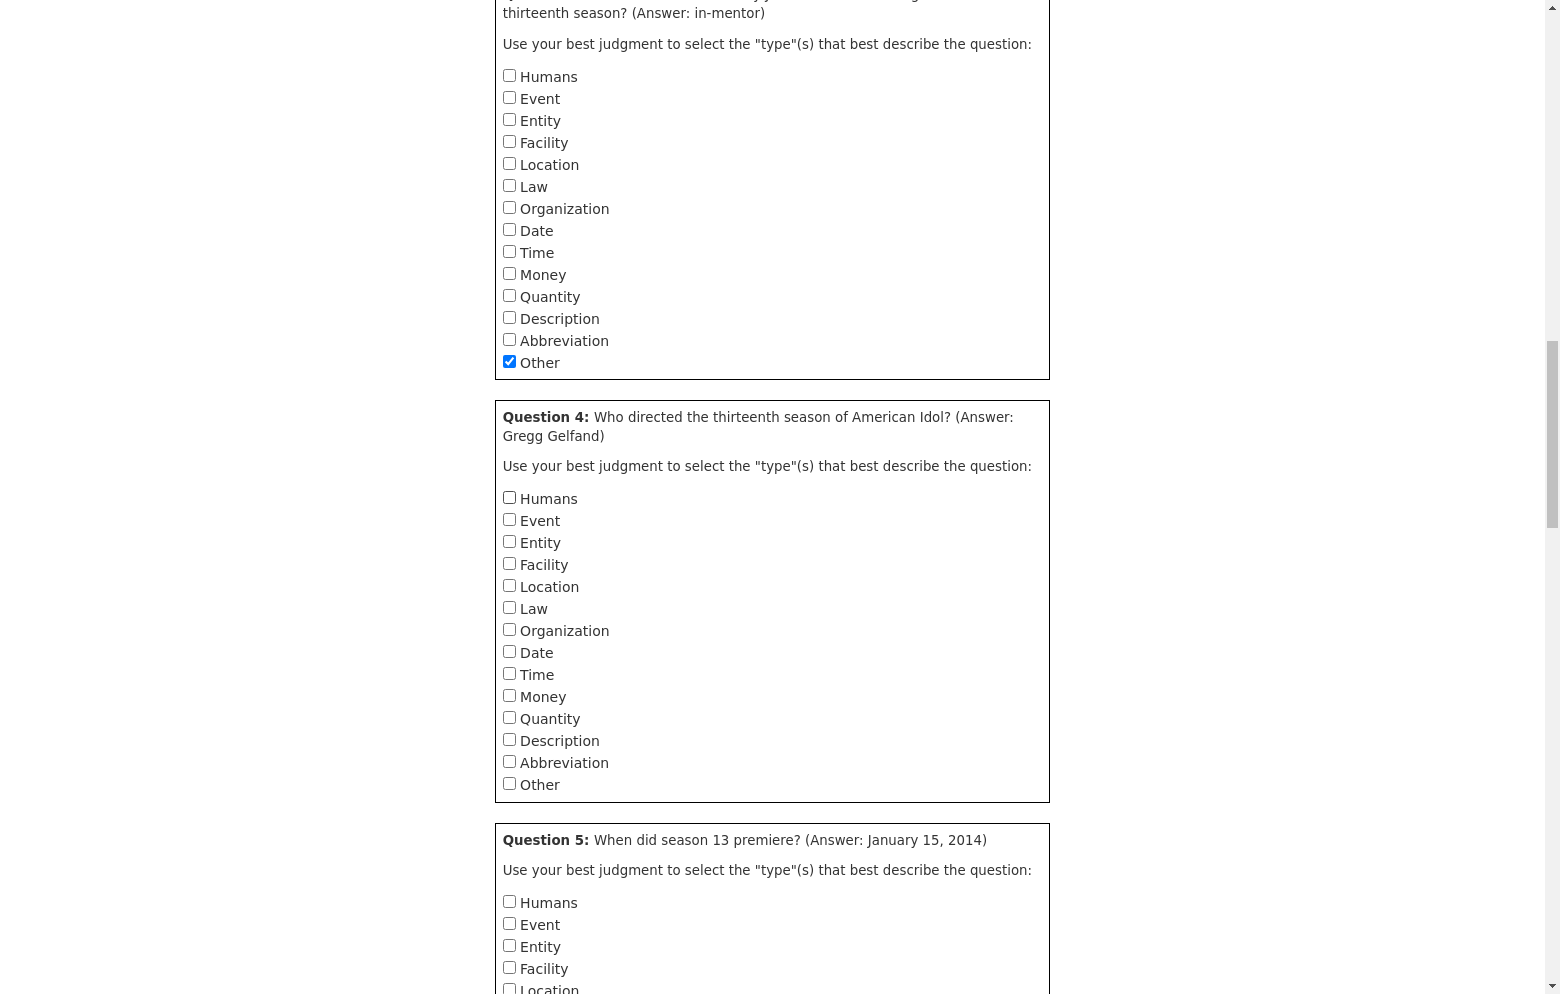 thirteenth season? (Answer: in-mentor)
Use your best judgment to select the "type"(s) that best describe the question:
Humans
Event
Entity
Facility
Location
Law
Organization
Date
Time
Money
Quantity
Description
Abbreviation
Other
Question 4: Who directed the thirteenth season of American Idol? (Answer:
Gregg Gelfand)
Use your best judgment to select the "type"(s) that best describe the question:
Humans
Event
Entity
Facility
Location
Law
Organization
Date
Time
Money
Quantity
Description
Abbreviation
Other
Question 5: When did season 13 premiere? (Answer: January 15, 2014)
Use your best judgment to select the "type"(s) that best describe the question:
Humans
Event
Entity
Facility
Location